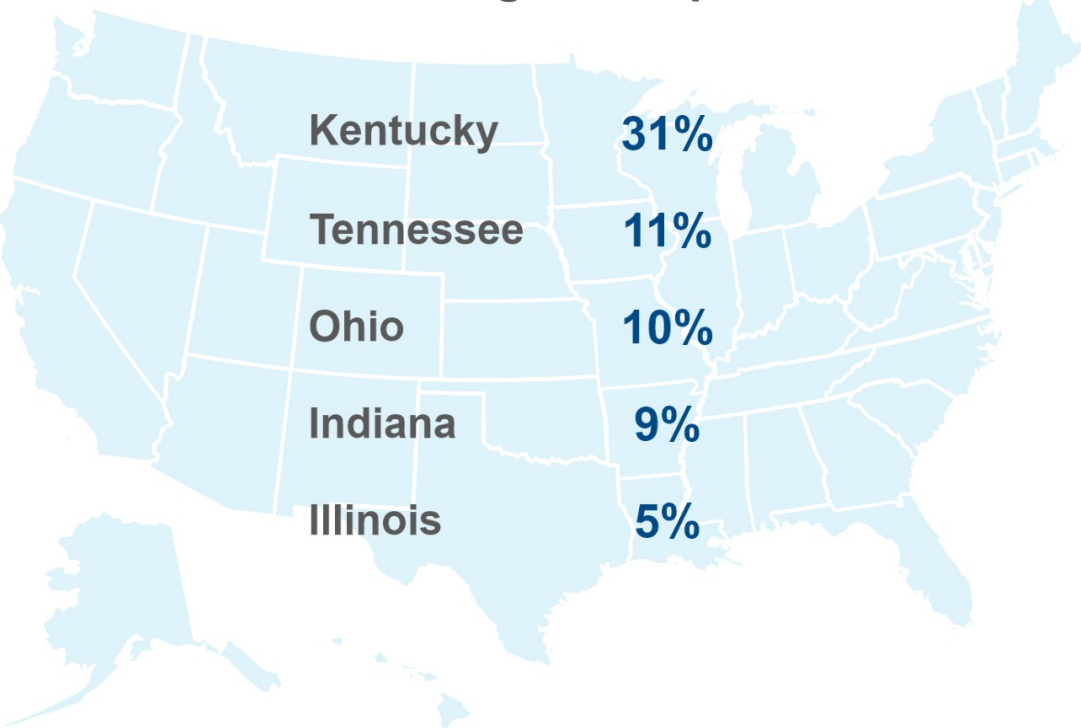 Kentucky 31%
Tennessee 11%
Ohio 10%
Indiana 9%
Illinois 5%